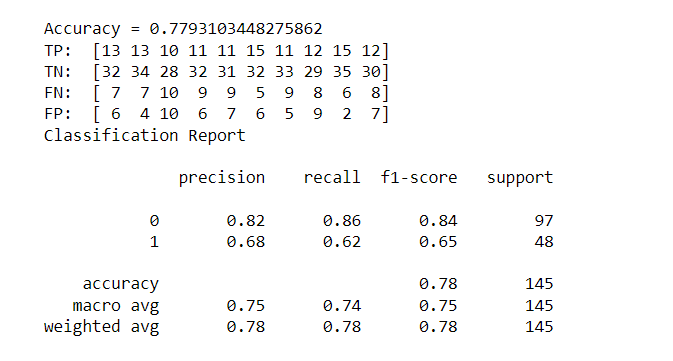 Accuracy = 0.7793103448275862
TP:  [13 13 10 11 11 15 11 12 15 12]
TN:  [32 34 28 32 31 32 33 29 35 30]
FN:  [ 7  7 10  9  9  5  9  8  6  8]
FP:  [ 6  4 10  6  7  6  5  9  2  7]
Classification Report
precision    recall  f1-score   support
0       0.82      0.86      0.84        97
1       0.68      0.62      0.65        48
accuracy                           0.78       145
macro avg       0.75      0.74      0.75       145
weighted avg       0.78      0.78      0.78       145